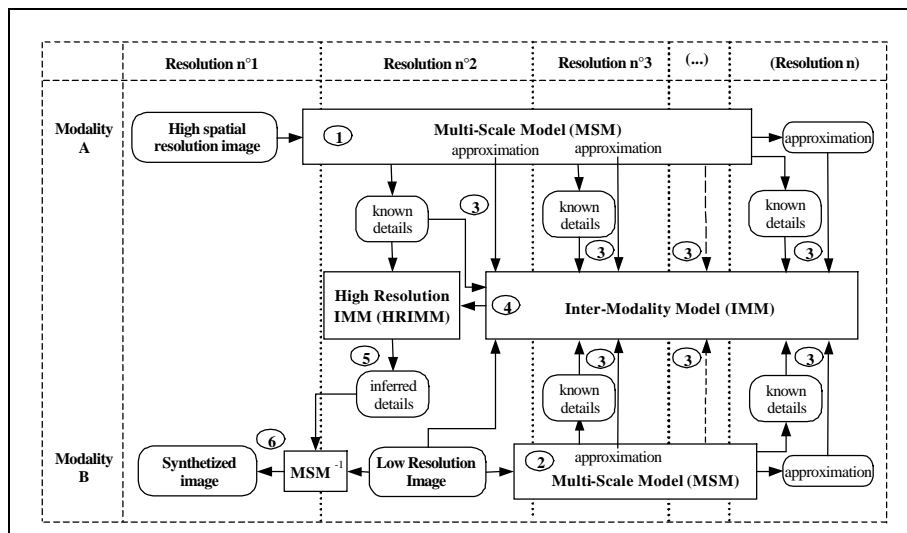 Resolution n°1 Resolution n°2 Resolution n°3 (...) (Resolution n)
Modality
A
High spatial
resolution image
1
Multi-Scale Model (MSM)
approximation approximation
approximation
known
details
3
known
details
known
details
3
3
3
High Resolution
IMM (HRIMM)
4
Inter-Modality Model (IMM)
5
3
3
3
inferred
details
known
details
known
details
6
Modality
B
Synthetized
image
MSM -1
Low Resolution
Image
2
approximation
Multi-Scale Model (MSM)
approximation